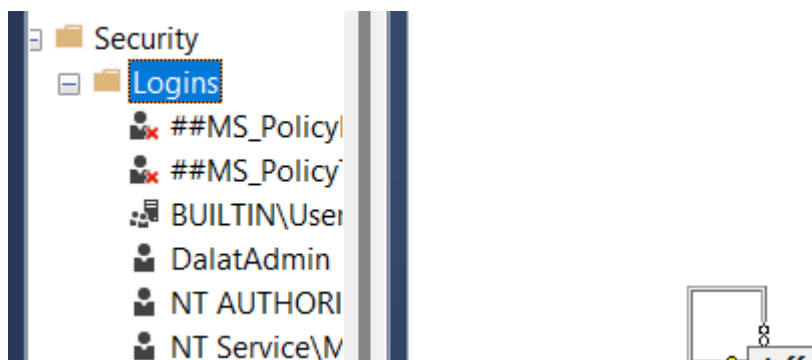 Security
Logins
##MS_Policy
##MS_Policy
BUILTIN\User
DalatAdmin
NT AUTHORI
NT Service\M